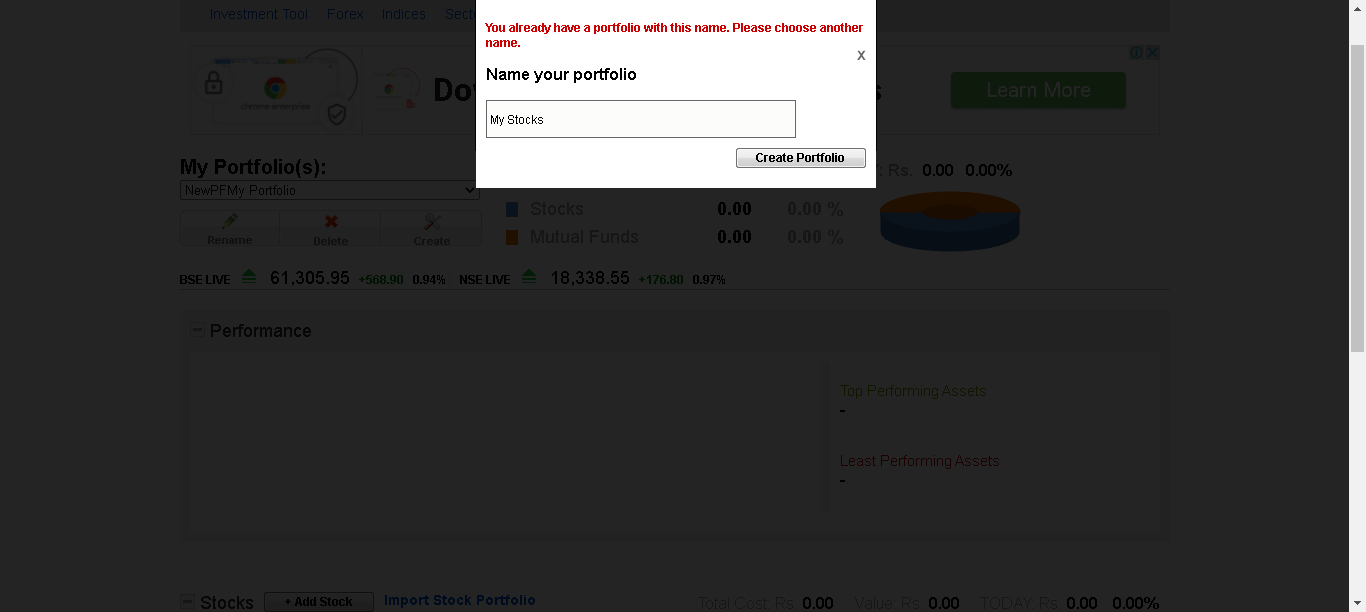 Investment Tool Forex Indices
You already have a portfolio with this name. Please choose another
name.
X
Name your portfolio
chrome enterprise
Learn More
My Stocks
Create Portfolio
My Portfolio(s):
Rs. 0.00 0.00%
NewPFMy Portfolio
Stocks 0.00 0.00 %
Rename Delete Create
Mutual Funds 0.00 0.00 %
BSE LIVE 61,305.95 +568.90 0.94% NSE LIVE 18,338.55 +176.80 0.97%
Performance
Top Performing Assets
-
Least Performing Assets
-
Stocks + Add Stock Import Stock Portfolio Total Cost: Rs. 0.00 Value: Rs. 0.00 TODAY: Rs. 0.00 0.00%